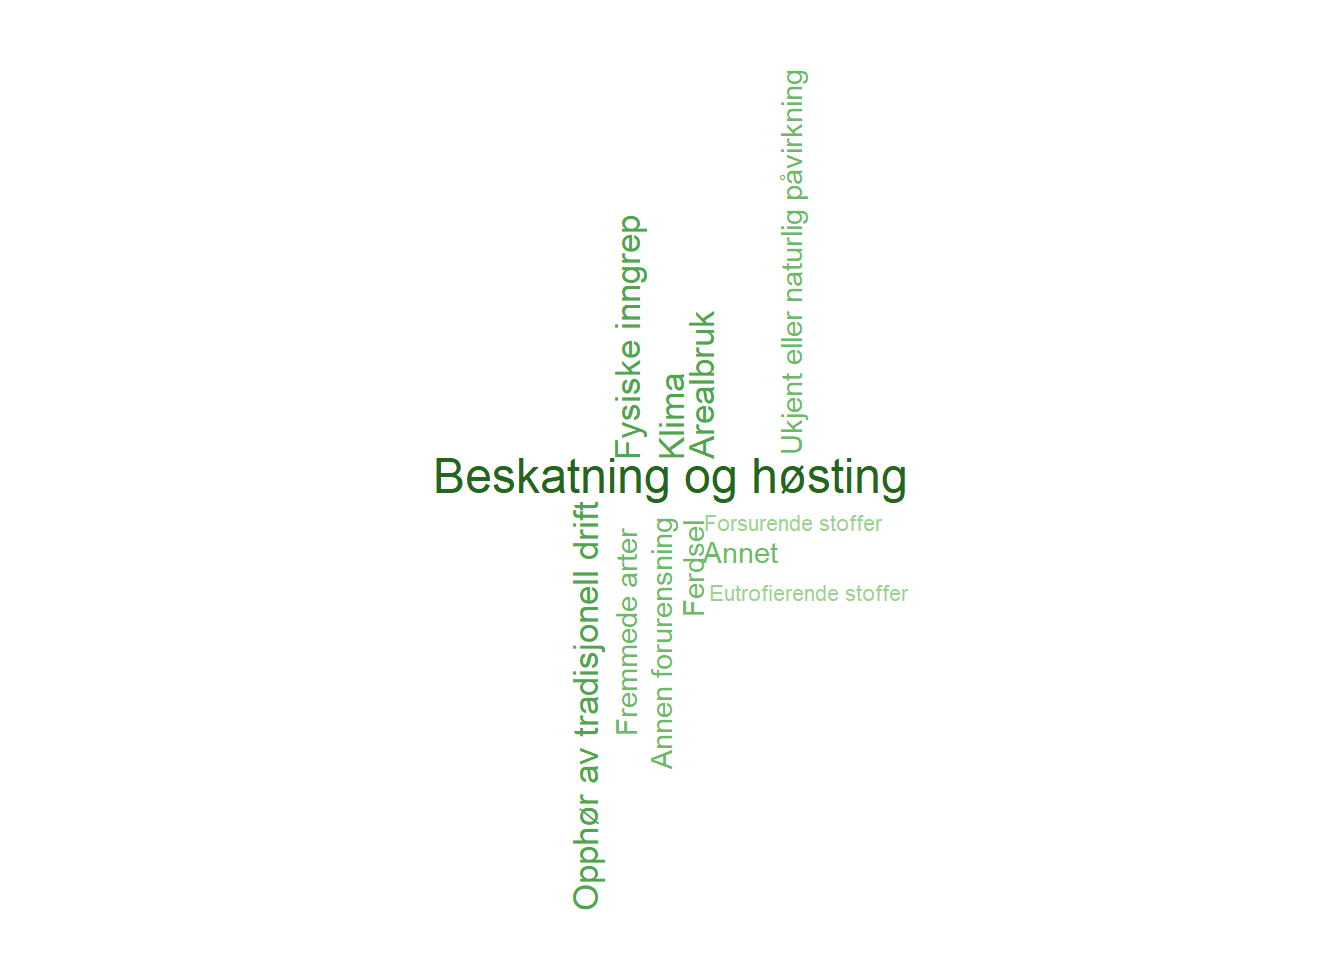 Ukjent eller naturlig påvirkning
Fysiske inngrep
Klima
Arealbruk
Beskatning og høsting
Opphør av tradisjonell drift
Fremmede arter
Annen forurensning
Ferdsel
Forsurende stoffer
Annet
Eutrofierende stoffer